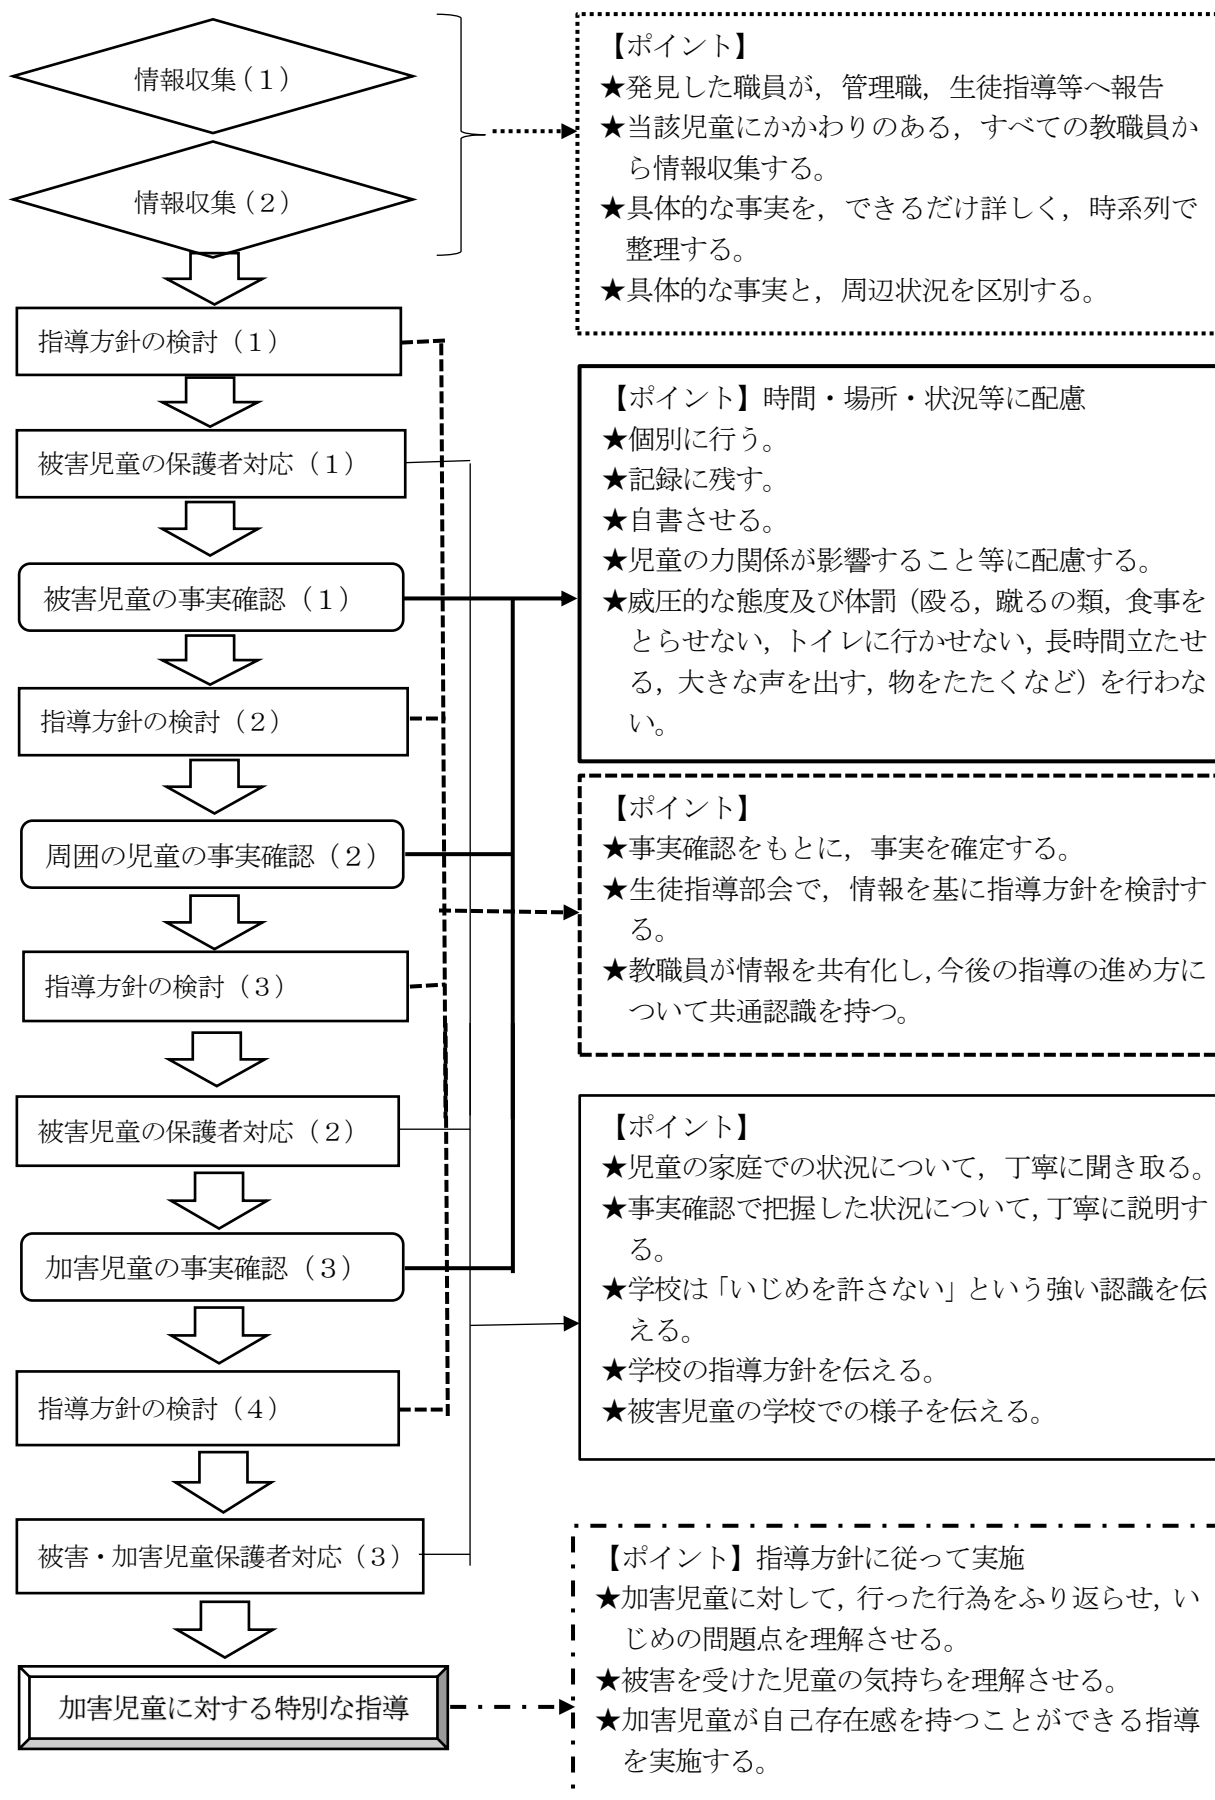 情報収集（１）
情報収集（２）
指導方針の検討（１）
被害児童の保護者対応（１）
被害児童の事実確認（１）
指導方針の検討（２）
周囲の児童の事実確認（２）
指導方針の検討（３）
被害児童の保護者対応（２）
加害児童の事実確認（３）
指導方針の検討（４）
被害・加害児童保護者対応（３）
加害児童に対する特別な指導
【ポイント】
★発見した職員が，管理職，生徒指導等へ報告
★当該児童にかかわりのある，すべての教職員か
ら情報収集する。
★具体的な事実を，できるだけ詳しく，時系列で
整理する。
★具体的な事実と，周辺状況を区別する。
【ポイント】時間・場所・状況等に配慮
★個別に行う。
★記録に残す。
★自書させる。
★児童の力関係が影響すること等に配慮する。
★威圧的な態度及び体罰（殴る，蹴るの類，食事を
とらせない，トイレに行かせない，長時間立たせ
る，大きな声を出す，物をたたくなど）を行わな
い。
【ポイント】
★事実確認をもとに，事実を確定する。
★生徒指導部会で，情報を基に指導方針を検討す
る。
★教職員が情報を共有化し，今後の指導の進め方に
ついて共通認識を持つ。
【ポイント】
★児童の家庭での状況について，丁寧に聞き取る。
★事実確認で把握した状況について，丁寧に説明す
る。
★学校は「いじめを許さない」という強い認識を伝
える。
★学校の指導方針を伝える。
★被害児童の学校での様子を伝える。
【ポイント】指導方針に従って実施
★加害児童に対して，行った行為をふり返らせ，い
じめの問題点を理解させる。
★被害を受けた児童の気持ちを理解させる。
★加害児童が自己存在感を持つことができる指導
を実施する。